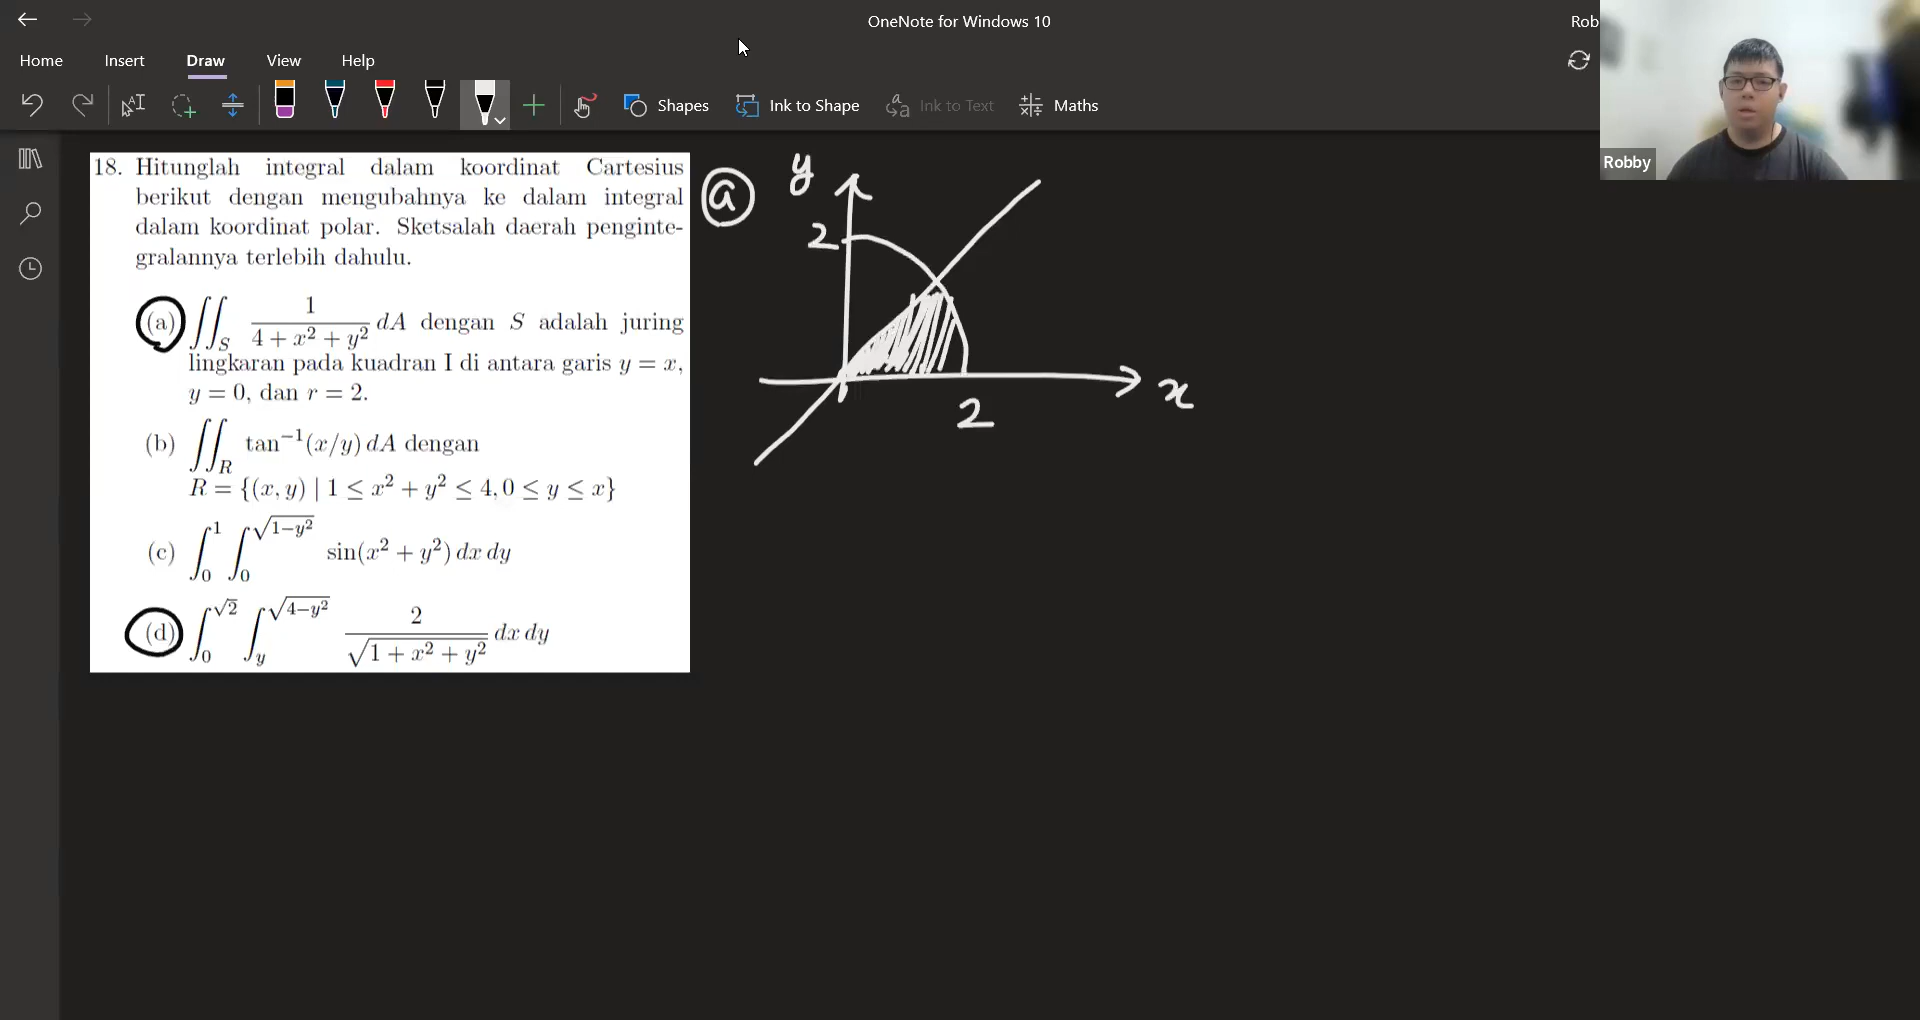 OneNote for Windows 10
Rob
Home Insert Draw View Help
Shapes Ink to Shape Ink to Text Maths
Robby
18. Hitunglah integral dalam koordinat Cartesius
berikut dengan mengubahnya ke dalam integral
dalam koordinat polar. Sketsalah daerah penginte-
gralannya terlebih dahulu.
(a) ∬_S 1/(4 + x² + y²) dA dengan S adalah juring
lingkaran pada kuadran I di antara garis y = x,
y = 0, dan r = 2.
(b) ∬_R tan⁻¹(x/y) dA dengan
R = {(x, y) | 1 ≤ x² + y² ≤ 4, 0 ≤ y ≤ x}
(c) ∫_0^1 ∫_0^{√(1−y²)} sin(x² + y²) dx dy
(d) ∫_0^{√2} ∫_y^{√(4−y²)} 2/√(1 + x² + y²) dx dy
a
y
2
x
2